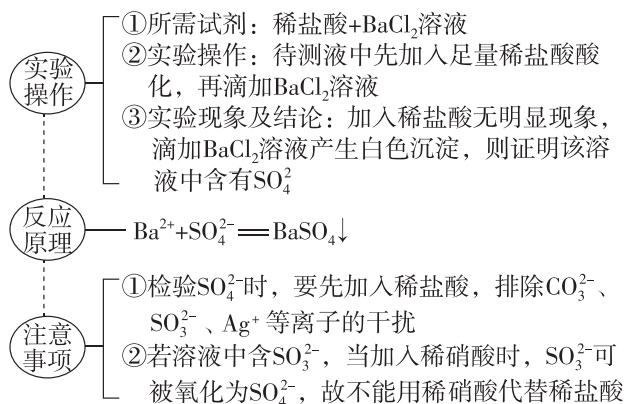 实验
操作
①所需试剂：稀盐酸+BaCl₂溶液
②实验操作：待测液中先加入足量稀盐酸酸
化，再滴加BaCl₂溶液
③实验现象及结论：加入稀盐酸无明显现象，
滴加BaCl₂溶液产生白色沉淀，则证明该溶
液中含有SO₄²
反应
原理
Ba²⁺+SO₄²⁻══BaSO₄↓
注意
事项
①检验SO₄²⁻时，要先加入稀盐酸，排除CO₃²⁻、
SO₃²⁻、Ag⁺等离子的干扰
②若溶液中含SO₃²⁻，当加入稀硝酸时，SO₃²⁻可
被氧化为SO₄²⁻，故不能用稀硝酸代替稀盐酸